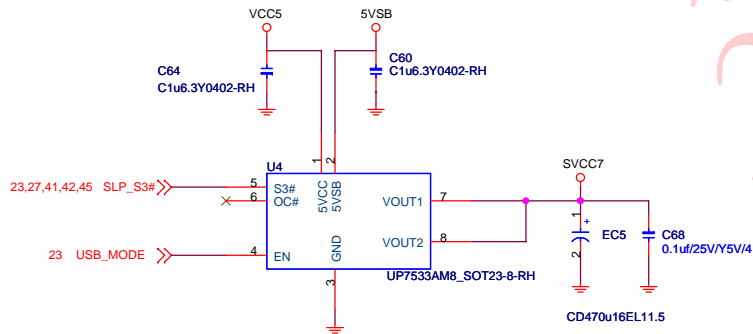 VCC5
5VSB
C64
C1u6.3Y0402-RH
C60
C1u6.3Y0402-RH
U4
1
2
SVCC7
23,27,41,42,45 SLP_S3#
5
S3#
6
OC#
5VCC
5VSB
VOUT1
7
23 USB_MODE
4
EN
GND
VOUT2
8
1
+
EC5
2
C68
0.1uf/25V/Y5V/4
3
UP7533AM8_SOT23-8-RH
CD470u16EL11.5